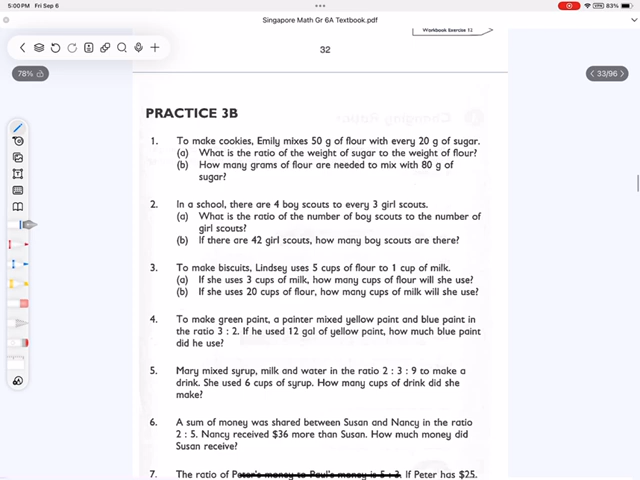 5:00 PM Fri Sep 6
83%
Singapore Math Gr 6A Textbook.pdf
Workbook Exercise 12
32
78%
33/96
PRACTICE 3B
1. To make cookies, Emily mixes 50 g of flour with every 20 g of sugar.
(a) What is the ratio of the weight of sugar to the weight of flour?
(b) How many grams of flour are needed to mix with 80 g of
sugar?
2. In a school, there are 4 boy scouts to every 3 girl scouts.
(a) What is the ratio of the number of boy scouts to the number of
girl scouts?
(b) If there are 42 girl scouts, how many boy scouts are there?
3. To make biscuits, Lindsey uses 5 cups of flour to 1 cup of milk.
(a) If she uses 3 cups of milk, how many cups of flour will she use?
(b) If she uses 20 cups of flour, how many cups of milk will she use?
4. To make green paint, a painter mixed yellow paint and blue paint in
the ratio 3 : 2. If he used 12 gal of yellow paint, how much blue paint
did he use?
5. Mary mixed syrup, milk and water in the ratio 2 : 3 : 9 to make a
drink. She used 6 cups of syrup. How many cups of drink did she
make?
6. A sum of money was shared between Susan and Nancy in the ratio
2 : 5. Nancy received $36 more than Susan. How much money did
Susan receive?
7. The ratio of Peter's money to Paul's money is 5 : 3. If Peter has $25,